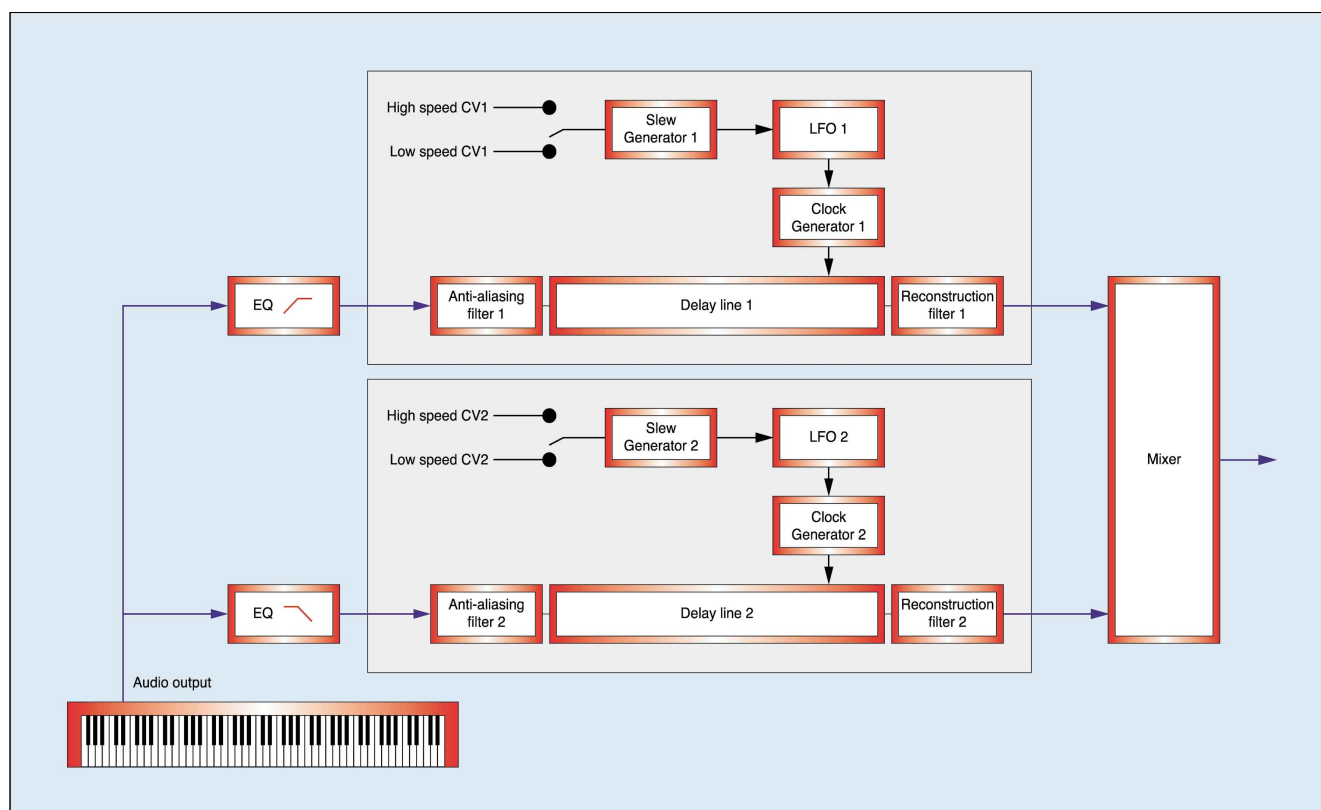 High speed CV1
Low speed CV1
Slew
Generator 1
LFO 1
Clock
Generator 1
EQ
Anti-aliasing
filter 1
Delay line 1
Reconstruction
filter 1
High speed CV2
Low speed CV2
Slew
Generator 2
LFO 2
Clock
Generator 2
EQ
Anti-aliasing
filter 2
Delay line 2
Reconstruction
filter 2
Mixer
Audio output